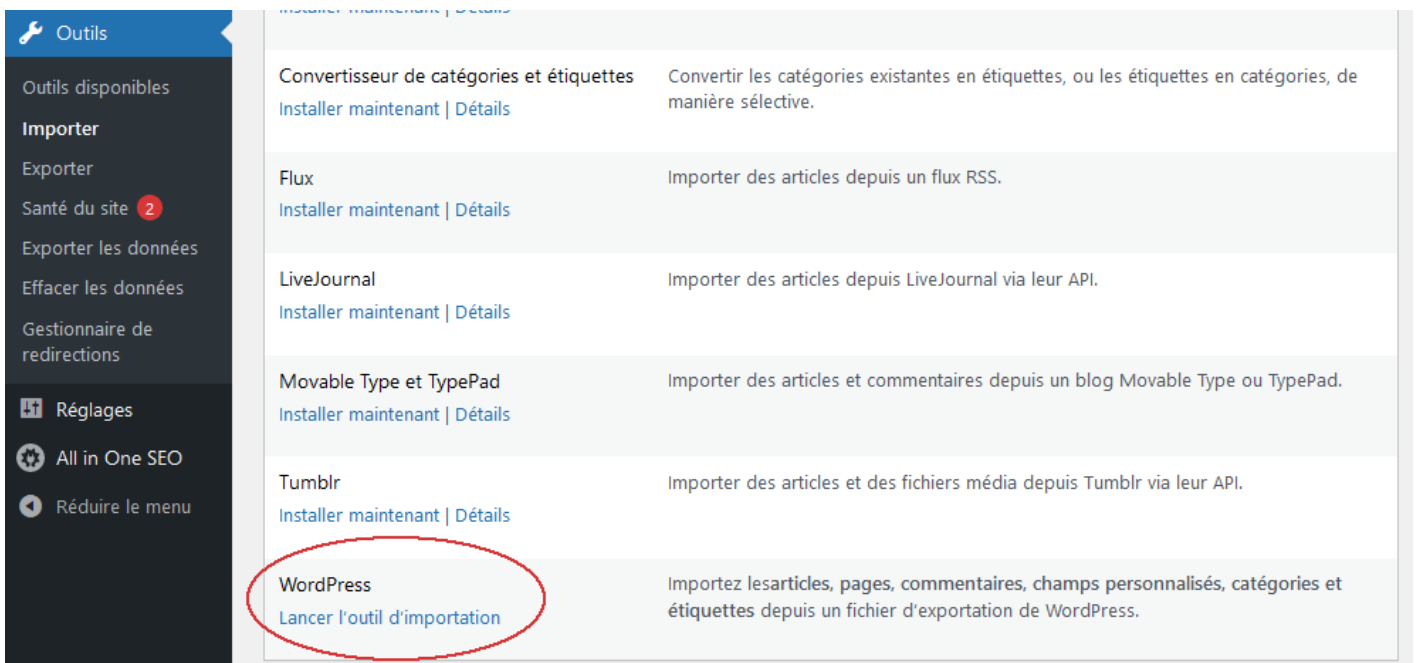 Outils
Outils disponibles
Importer
Exporter
Santé du site 2
Exporter les données
Effacer les données
Gestionnaire de
redirections
Réglages
All in One SEO
Réduire le menu
Installer maintenant | Détails
Convertisseur de catégories et étiquettes
Installer maintenant | Détails
Convertir les catégories existantes en étiquettes, ou les étiquettes en catégories, de
manière sélective.
Flux
Installer maintenant | Détails
Importer des articles depuis un flux RSS.
LiveJournal
Installer maintenant | Détails
Importer des articles depuis LiveJournal via leur API.
Movable Type et TypePad
Installer maintenant | Détails
Importer des articles et commentaires depuis un blog Movable Type ou TypePad.
Tumblr
Installer maintenant | Détails
Importer des articles et des fichiers média depuis Tumblr via leur API.
WordPress
Lancer l’outil d’importation
Importez lesarticles, pages, commentaires, champs personnalisés, catégories et
étiquettes depuis un fichier d’exportation de WordPress.